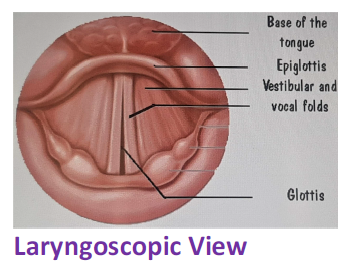 Base of the
tongue
Epiglottis
Vestibular and
vocal folds
Glottis
Laryngoscopic View